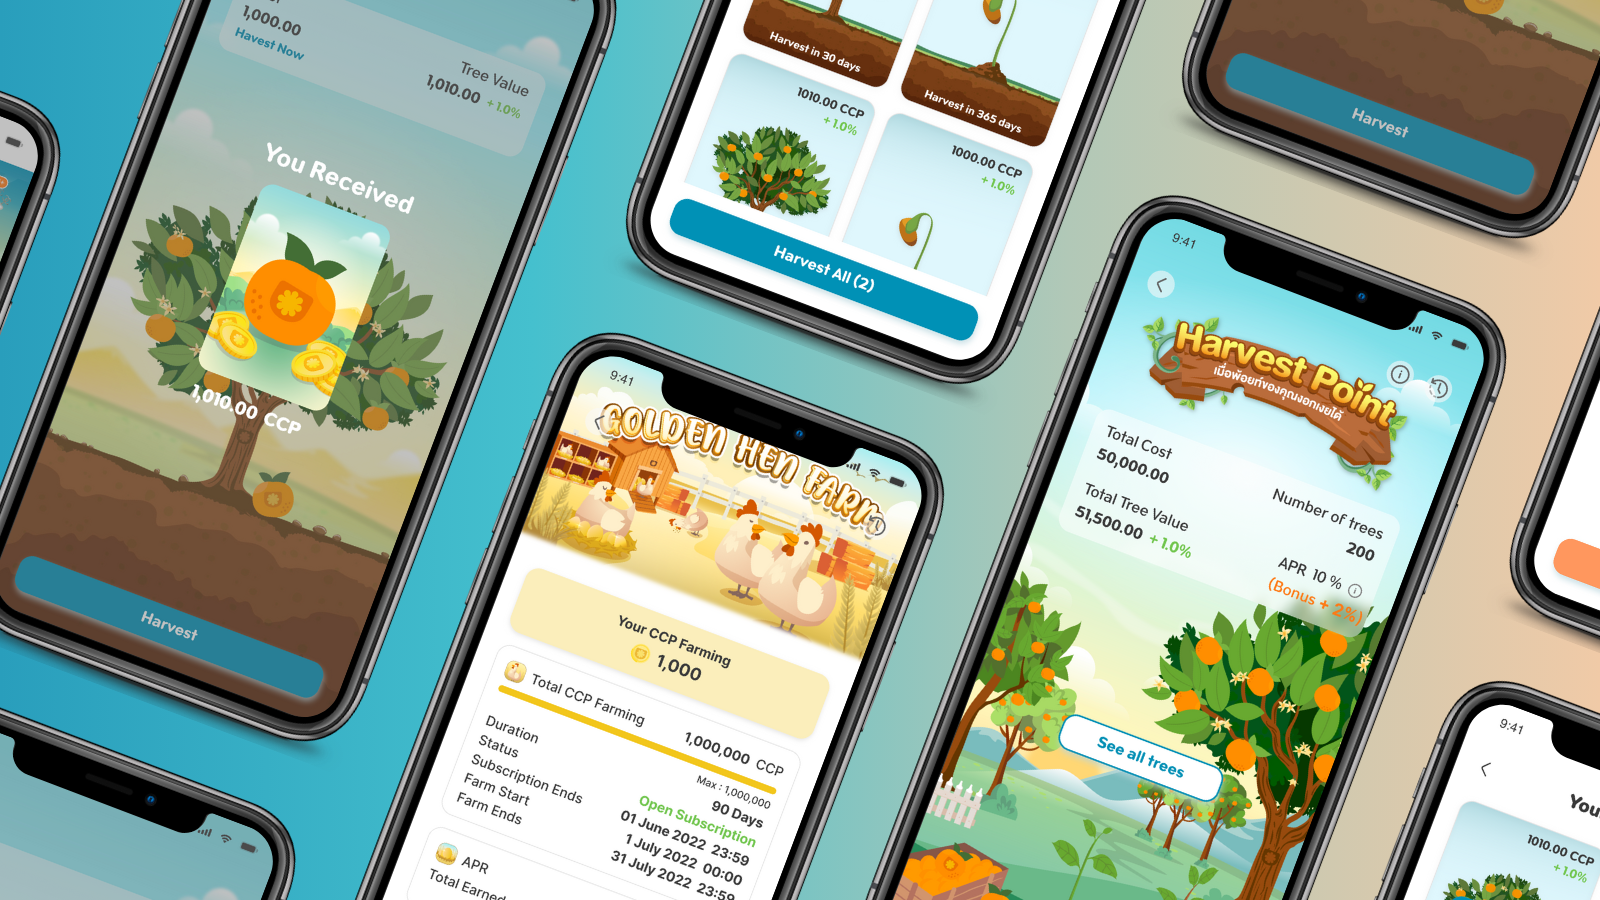 1,000.00
Havest Now
Tree Value
1,010.00 +1.0%
You Received
1,010.00 CCP
Harvest
Harvest in 30 days
Harvest in 365 days
1010.00 CCP
+1.0%
1000.00 CCP
+1.0%
Harvest All (2)
9:41
GOLDEN HEN FARM
Your CCP Farming
1,000
Total CCP Farming
1,000,000 CCP
Max : 1,000,000
Duration
90 Days
Status
Open Subscription
Subscription Ends
01 June 2022 23:59
Farm Start
1 July 2022 00:00
Farm Ends
31 July 2022 23:59
APR
Total Earned
Harvest
9:41
Harvest Point
เมื่อพ้อยท์ของคุณงอกเงยได้
Total Cost
50,000.00
Number of trees
200
Total Tree Value
51,500.00 +1.0%
APR 10 %
(Bonus + 2%)
See all trees
9:41
1010.00 CCP
+1.0%